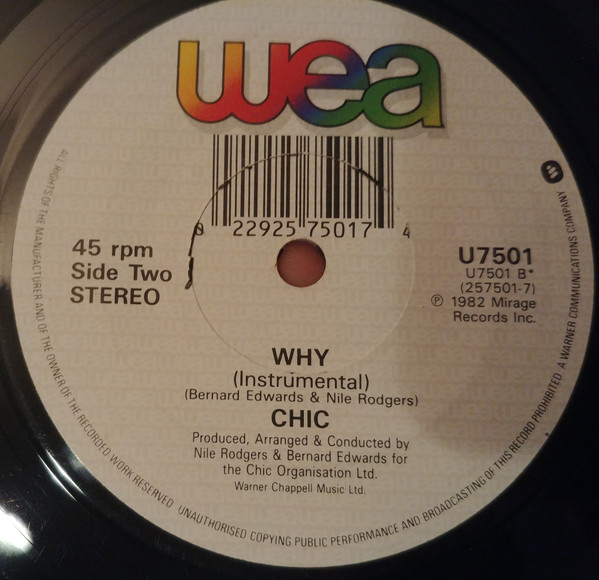 wea
0 22925 75017 4
45 rpm
Side Two
STEREO
U7501
U7501 B*
(257501-7)
℗ 1982 Mirage
Records Inc.
WHY
(Instrumental)
(Bernard Edwards & Nile Rodgers)
CHIC
Produced, Arranged & Conducted by
Nile Rodgers & Bernard Edwards for
the Chic Organisation Ltd.
Warner Chappell Music Ltd.
ALL RIGHTS OF THE MANUFACTURER AND OF THE OWNER OF THE RECORDED WORK RESERVED UNAUTHORISED COPYING PUBLIC PERFORMANCE AND BROADCASTING OF THIS RECORD PROHIBITED A WARNER COMMUNICATIONS COMPANY